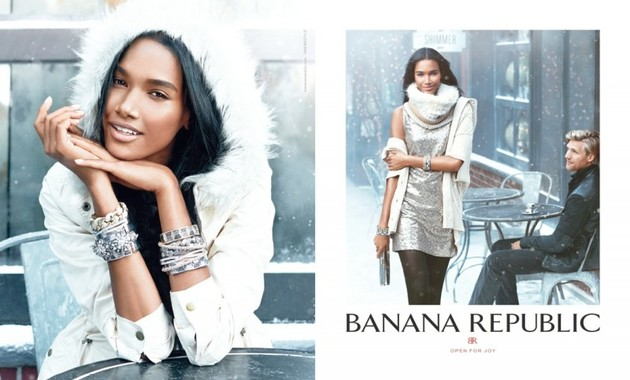 SHIMMER
BANANA REPUBLIC
BR
OPEN FOR JOY